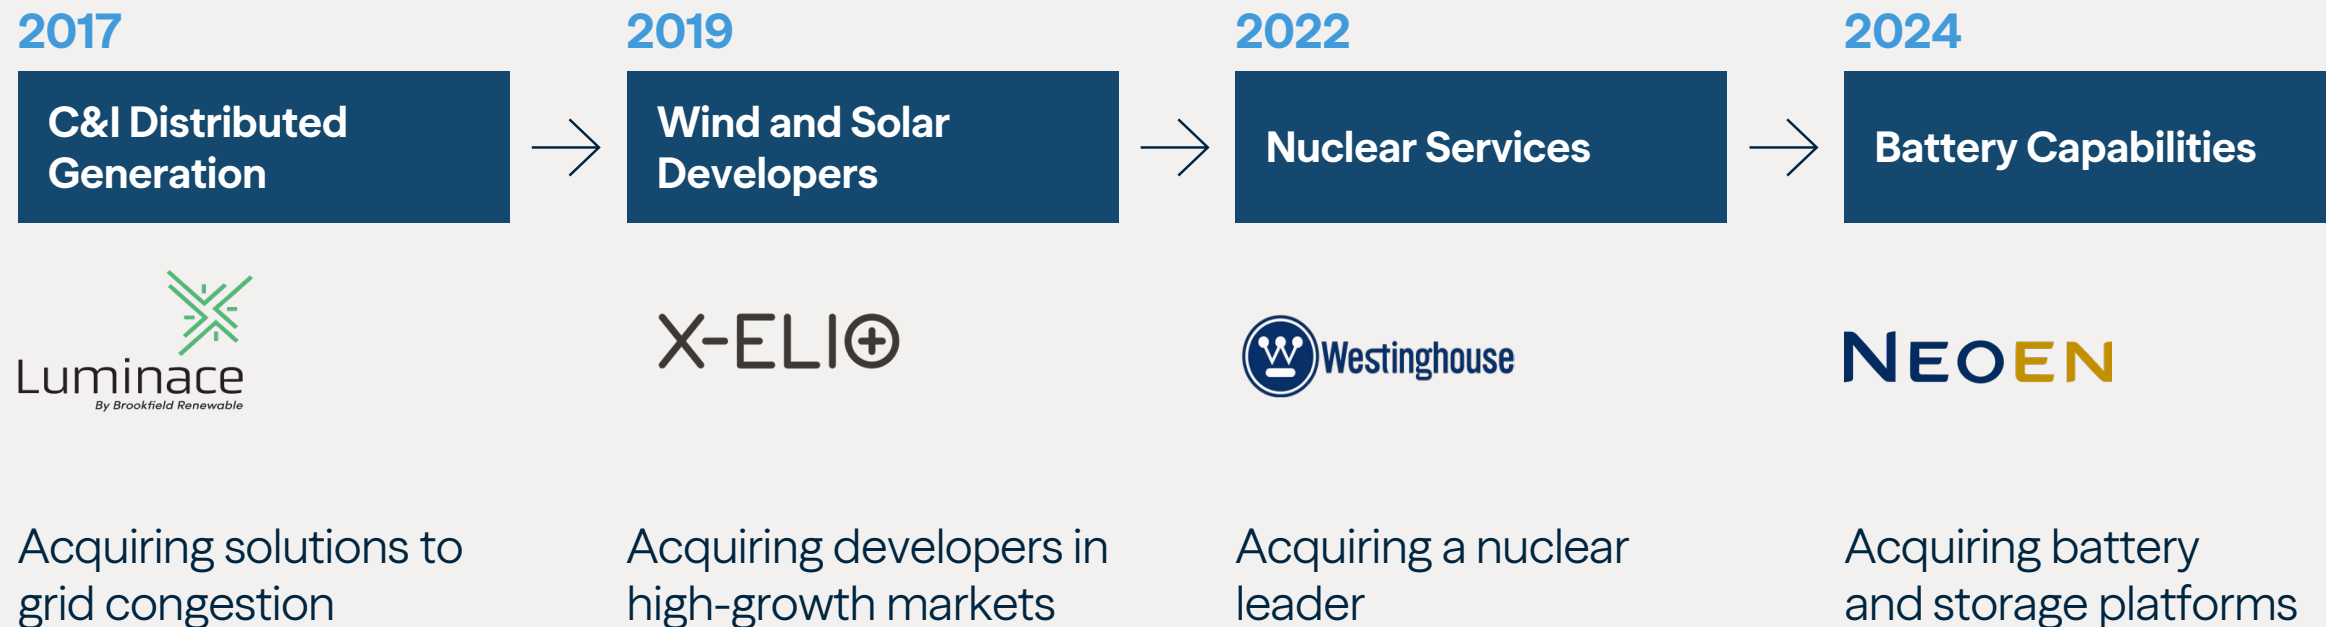 2017
C&I Distributed
Generation
Luminace
By Brookfield Renewable
Acquiring solutions to
grid congestion
2019
Wind and Solar
Developers
X-ELIO
Acquiring developers in
high-growth markets
2022
Nuclear Services
W
Westinghouse
Acquiring a nuclear
leader
2024
Battery Capabilities
NEOEN
Acquiring battery
and storage platforms